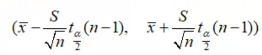 (x̄ − S/√n t_{α/2}(n−1), x̄ + S/√n t_{α/2}(n−1))